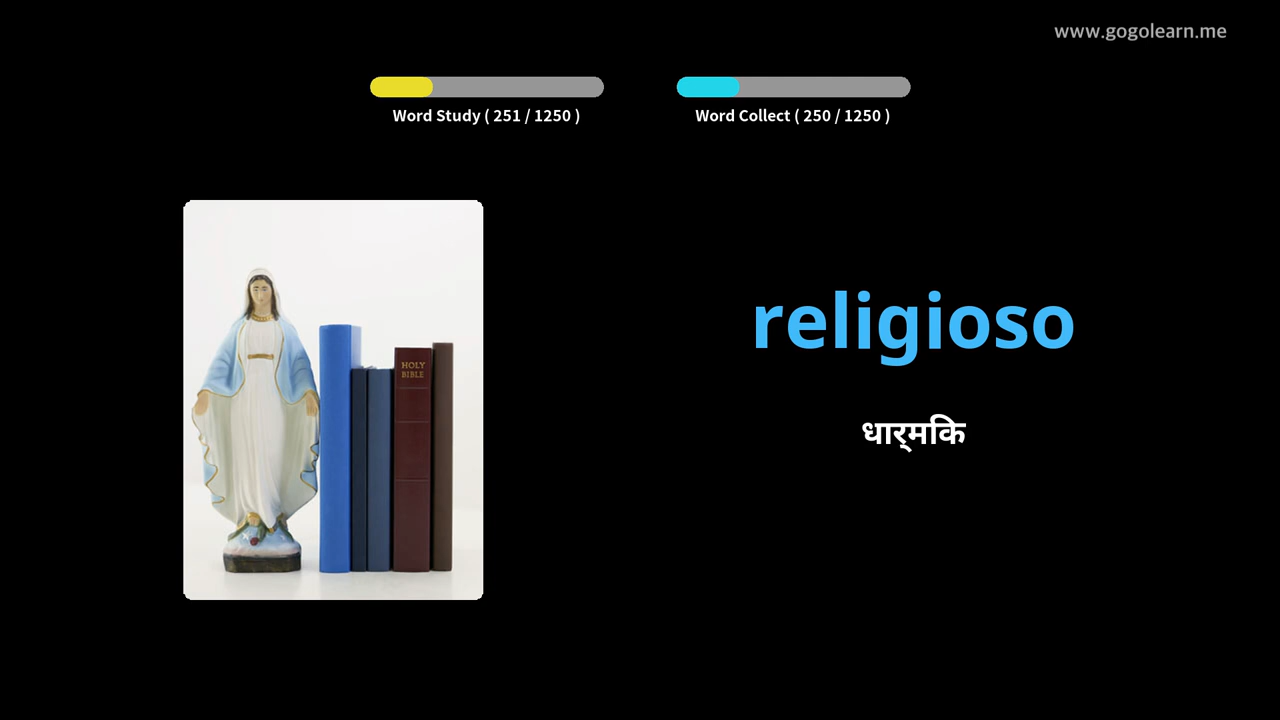 www.gogolearn.me
Word Study ( 251 / 1250 )
Word Collect ( 250 / 1250 )
HOLY
BIBLE
religioso
धार्मिक